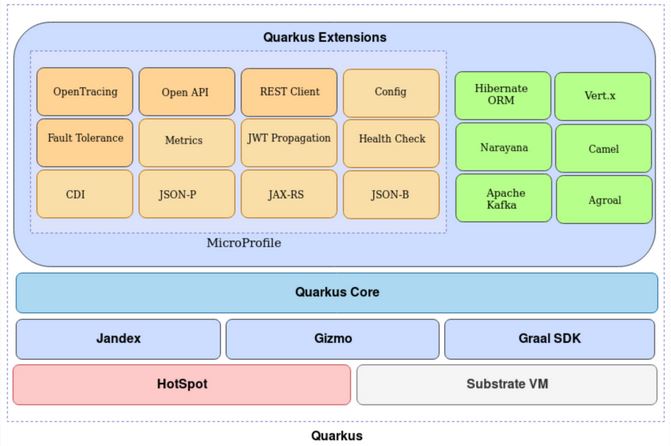 Quarkus Extensions
OpenTracing
Open API
REST Client
Config
Hibernate
ORM
Vert.x
Fault Tolerance
Metrics
JWT Propagation
Health Check
Narayana
Camel
CDI
JSON-P
JAX-RS
JSON-B
Apache
Kafka
Agroal
MicroProfile
Quarkus Core
Jandex
Gizmo
Graal SDK
HotSpot
Substrate VM
Quarkus